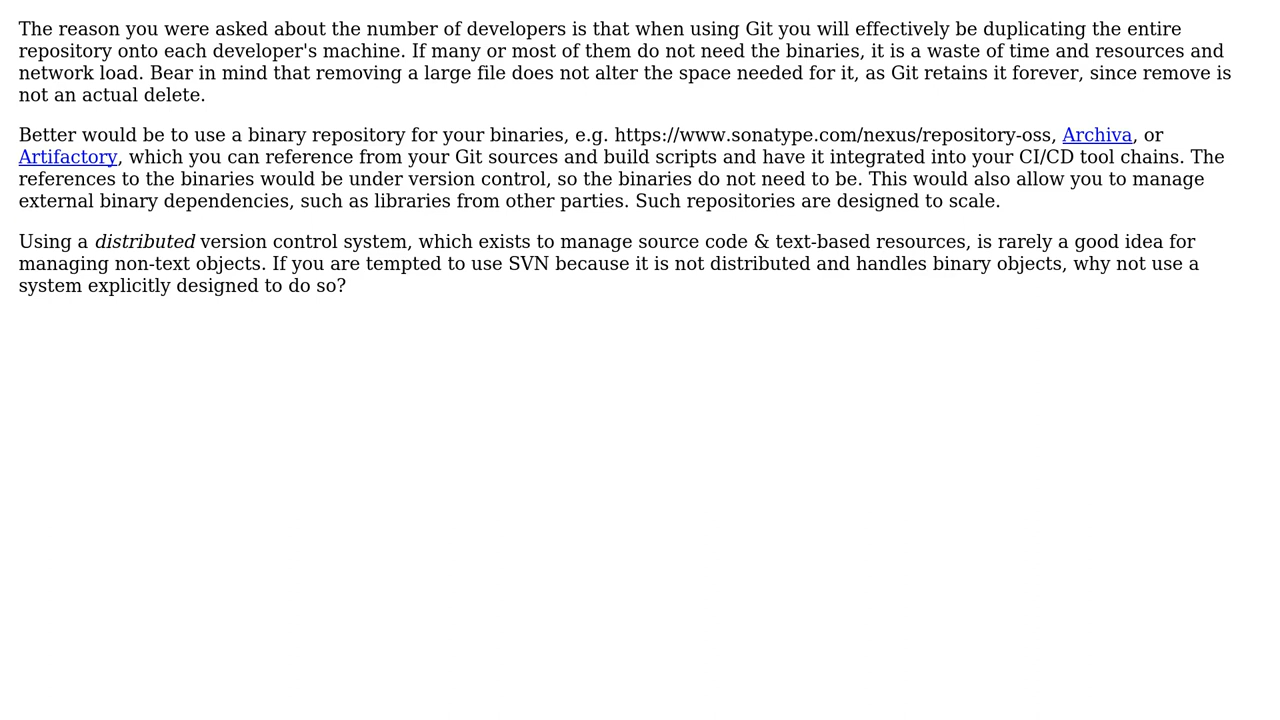 The reason you were asked about the number of developers is that when using Git you will effectively be duplicating the entire
repository onto each developer's machine. If many or most of them do not need the binaries, it is a waste of time and resources and
network load. Bear in mind that removing a large file does not alter the space needed for it, as Git retains it forever, since remove is
not an actual delete.
Better would be to use a binary repository for your binaries, e.g. https://www.sonatype.com/nexus/repository-oss, Archiva, or
Artifactory, which you can reference from your Git sources and build scripts and have it integrated into your CI/CD tool chains. The
references to the binaries would be under version control, so the binaries do not need to be. This would also allow you to manage
external binary dependencies, such as libraries from other parties. Such repositories are designed to scale.
Using a distributed version control system, which exists to manage source code & text-based resources, is rarely a good idea for
managing non-text objects. If you are tempted to use SVN because it is not distributed and handles binary objects, why not use a
system explicitly designed to do so?